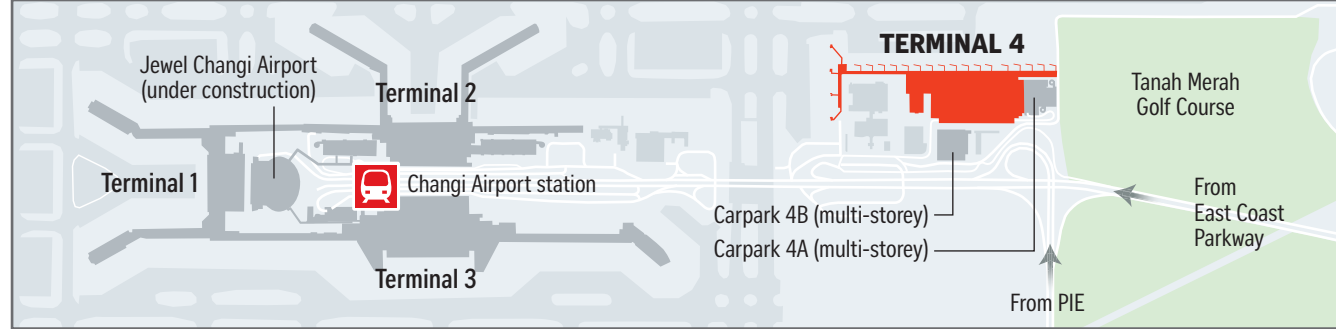 TERMINAL 4
Jewel Changi Airport
(under construction)
Terminal 2
Tanah Merah
Golf Course
Terminal 1
Changi Airport station
From
East Coast
Parkway
Carpark 4B (multi-storey)
Carpark 4A (multi-storey)
Terminal 3
From PIE